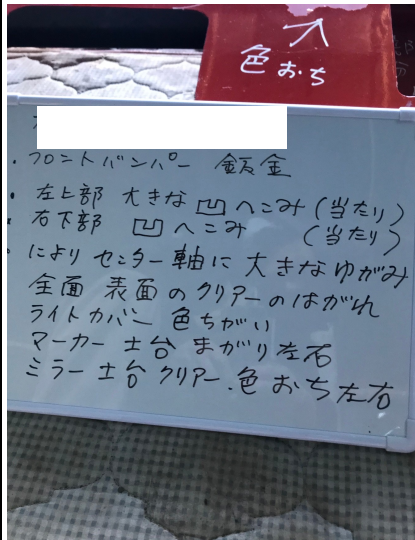 色おち
・フロントバンパー 鈑金
・左上部 大きな凹へこみ(当たり)
・右下部 凹へこみ (当たり)
・によりセンター軸に大きなゆがみ
全面 表面のクリアーのはがれ
ライトカバー 色ちがい
マーカー土台 まがり左右
ミラー土台クリアー.色おち左右